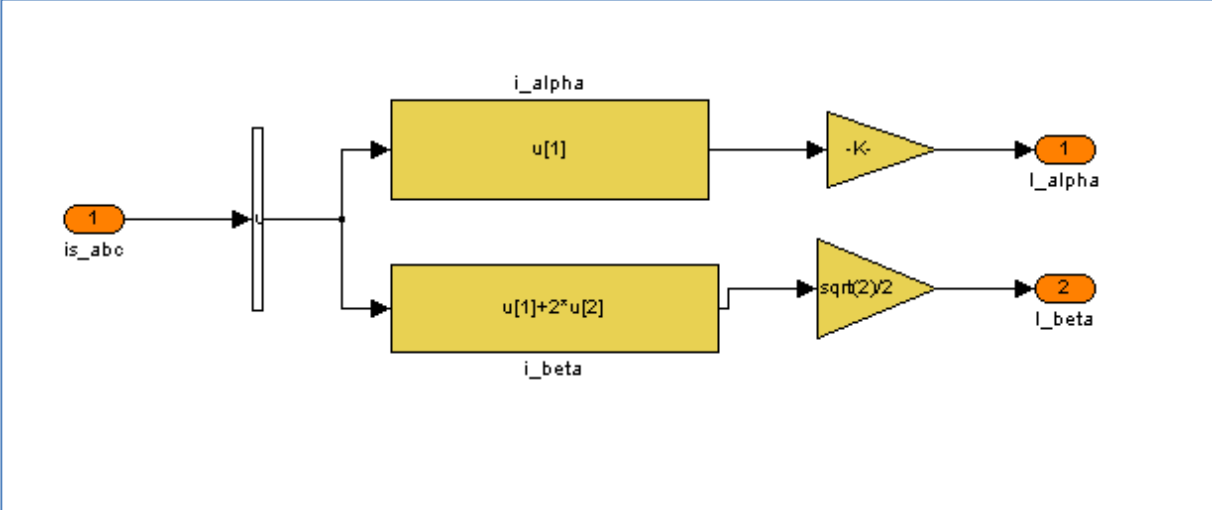 i_alpha
u[1]
-K-
1
I_alpha
1
is_abc
u[1]+2*u[2]
i_beta
sqrt(2)/2
2
I_beta